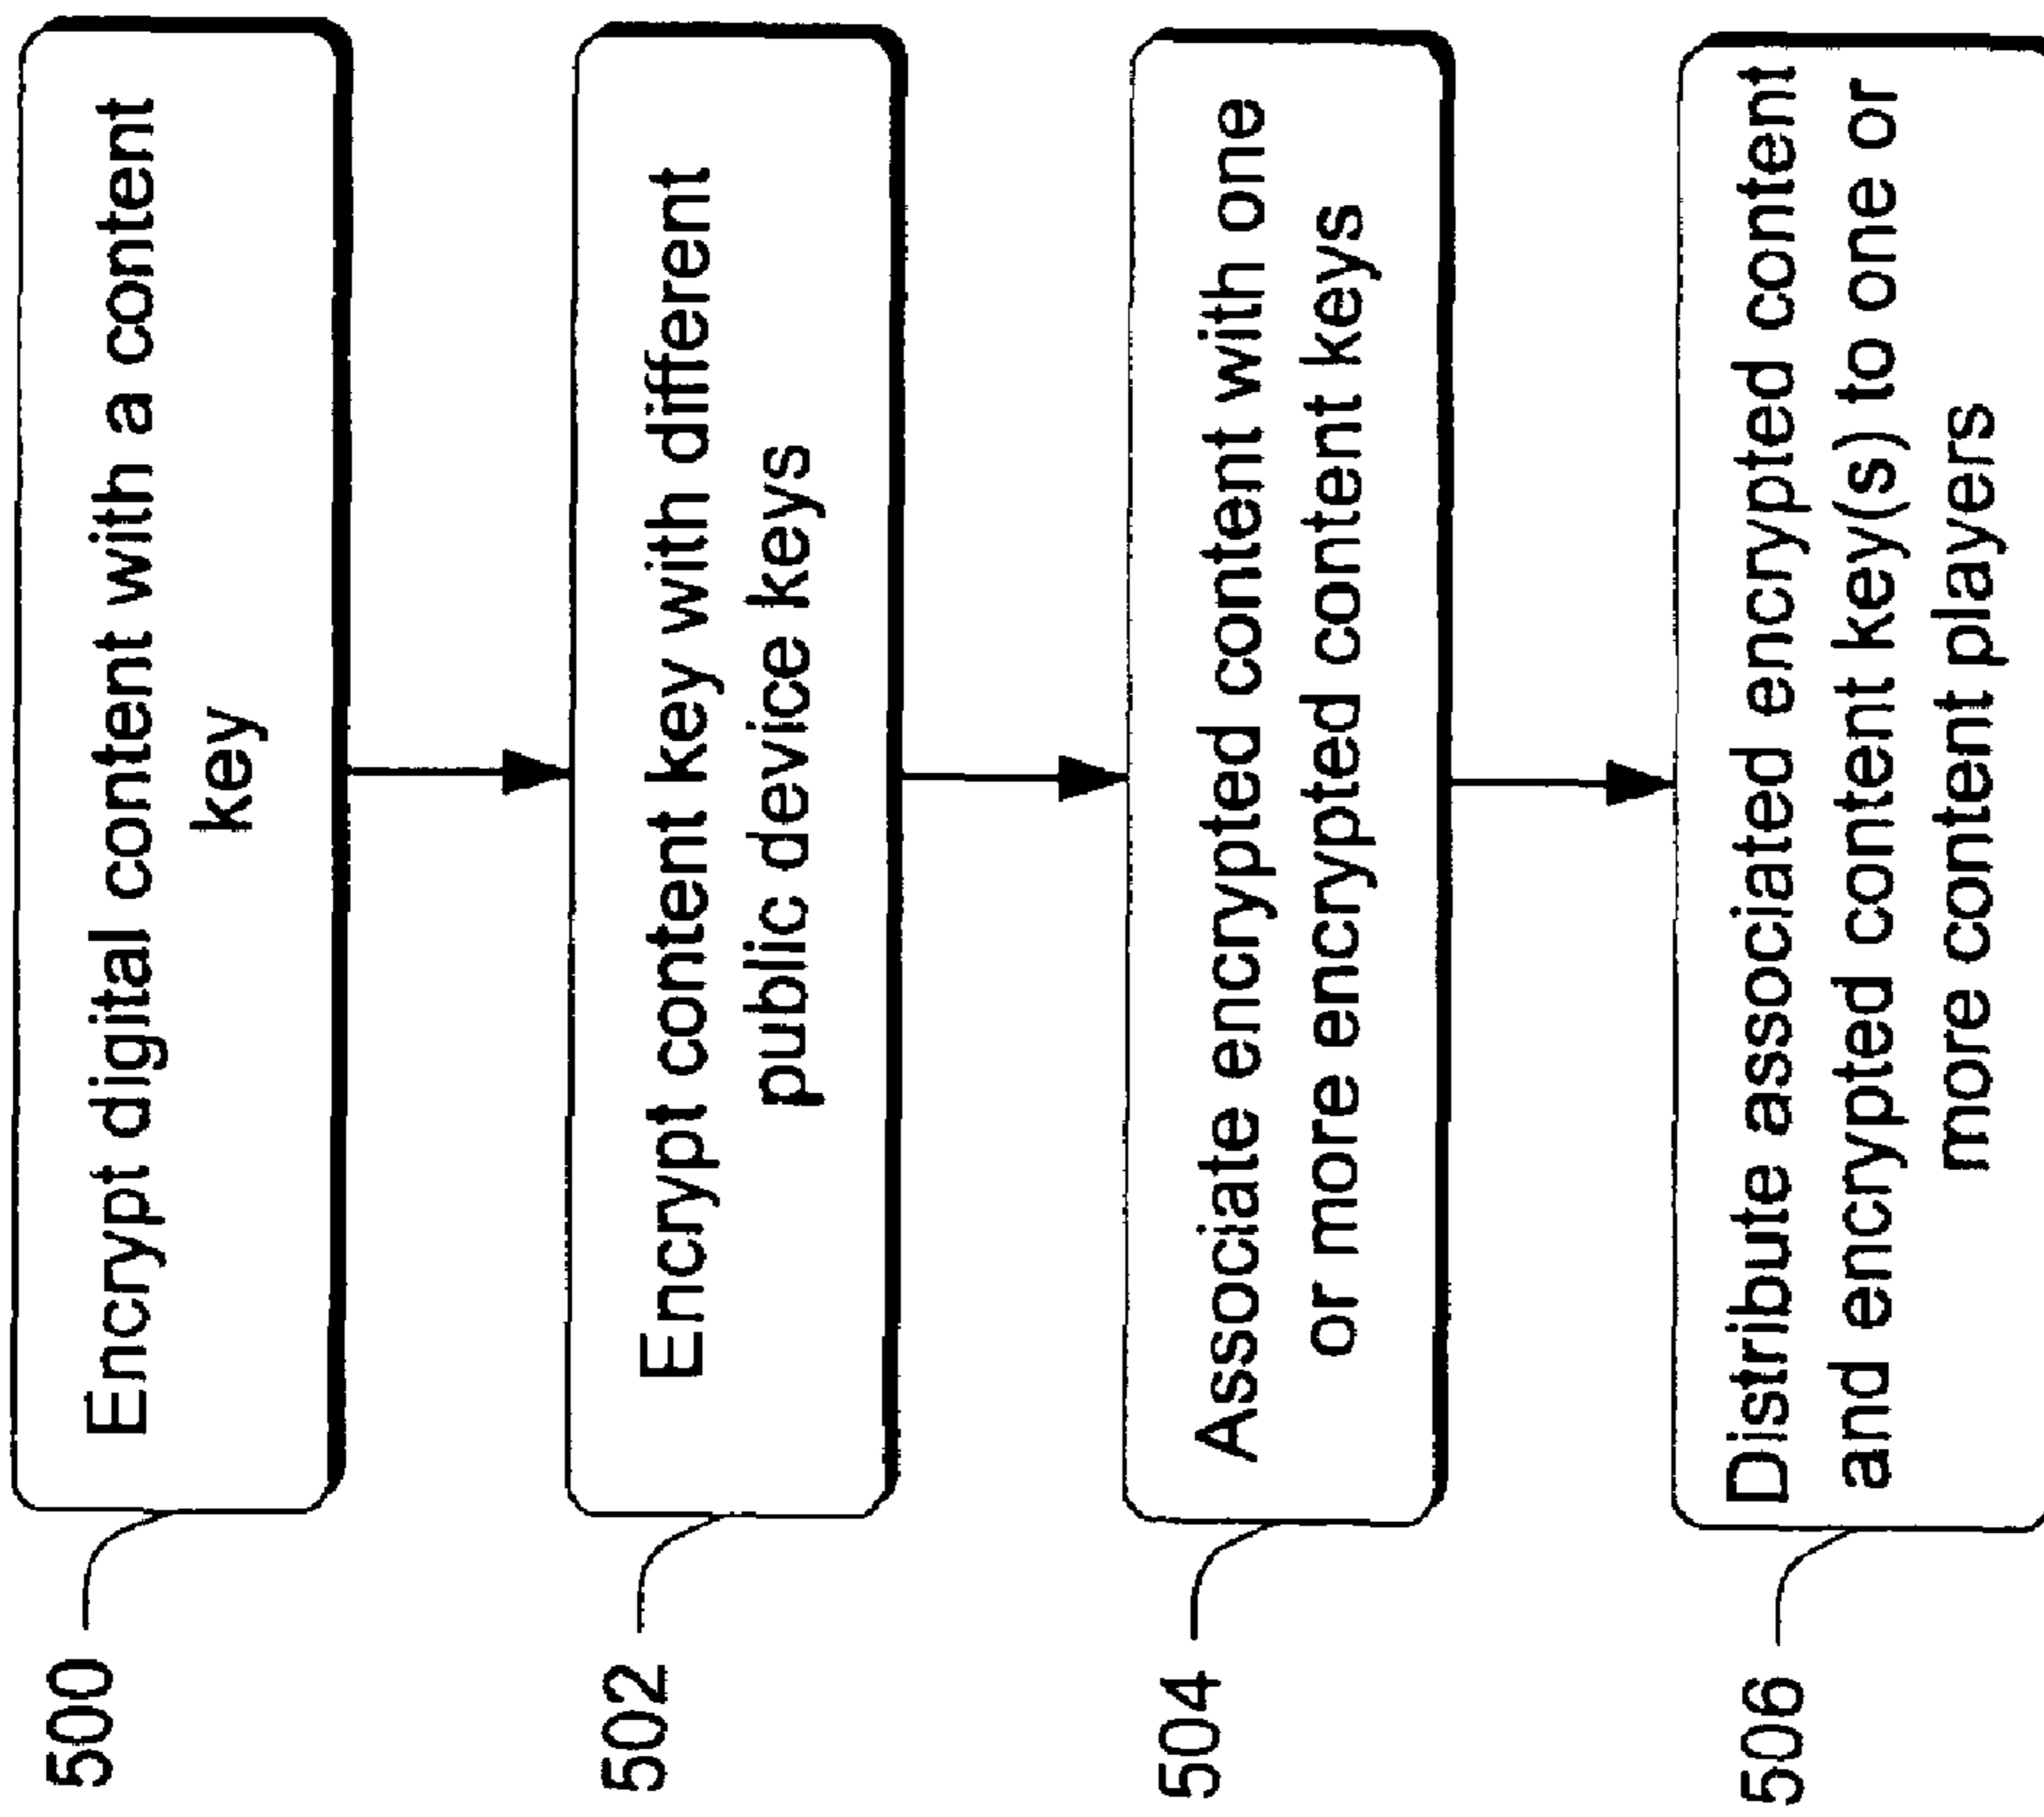 500
Encrypt digital content with a content
key
502
Encrypt content key with different
public device keys
504
Associate encrypted content with one
or more encrypted content keys
506
Distribute associated encrypted content
and encrypted content key(s) to one or
more content players